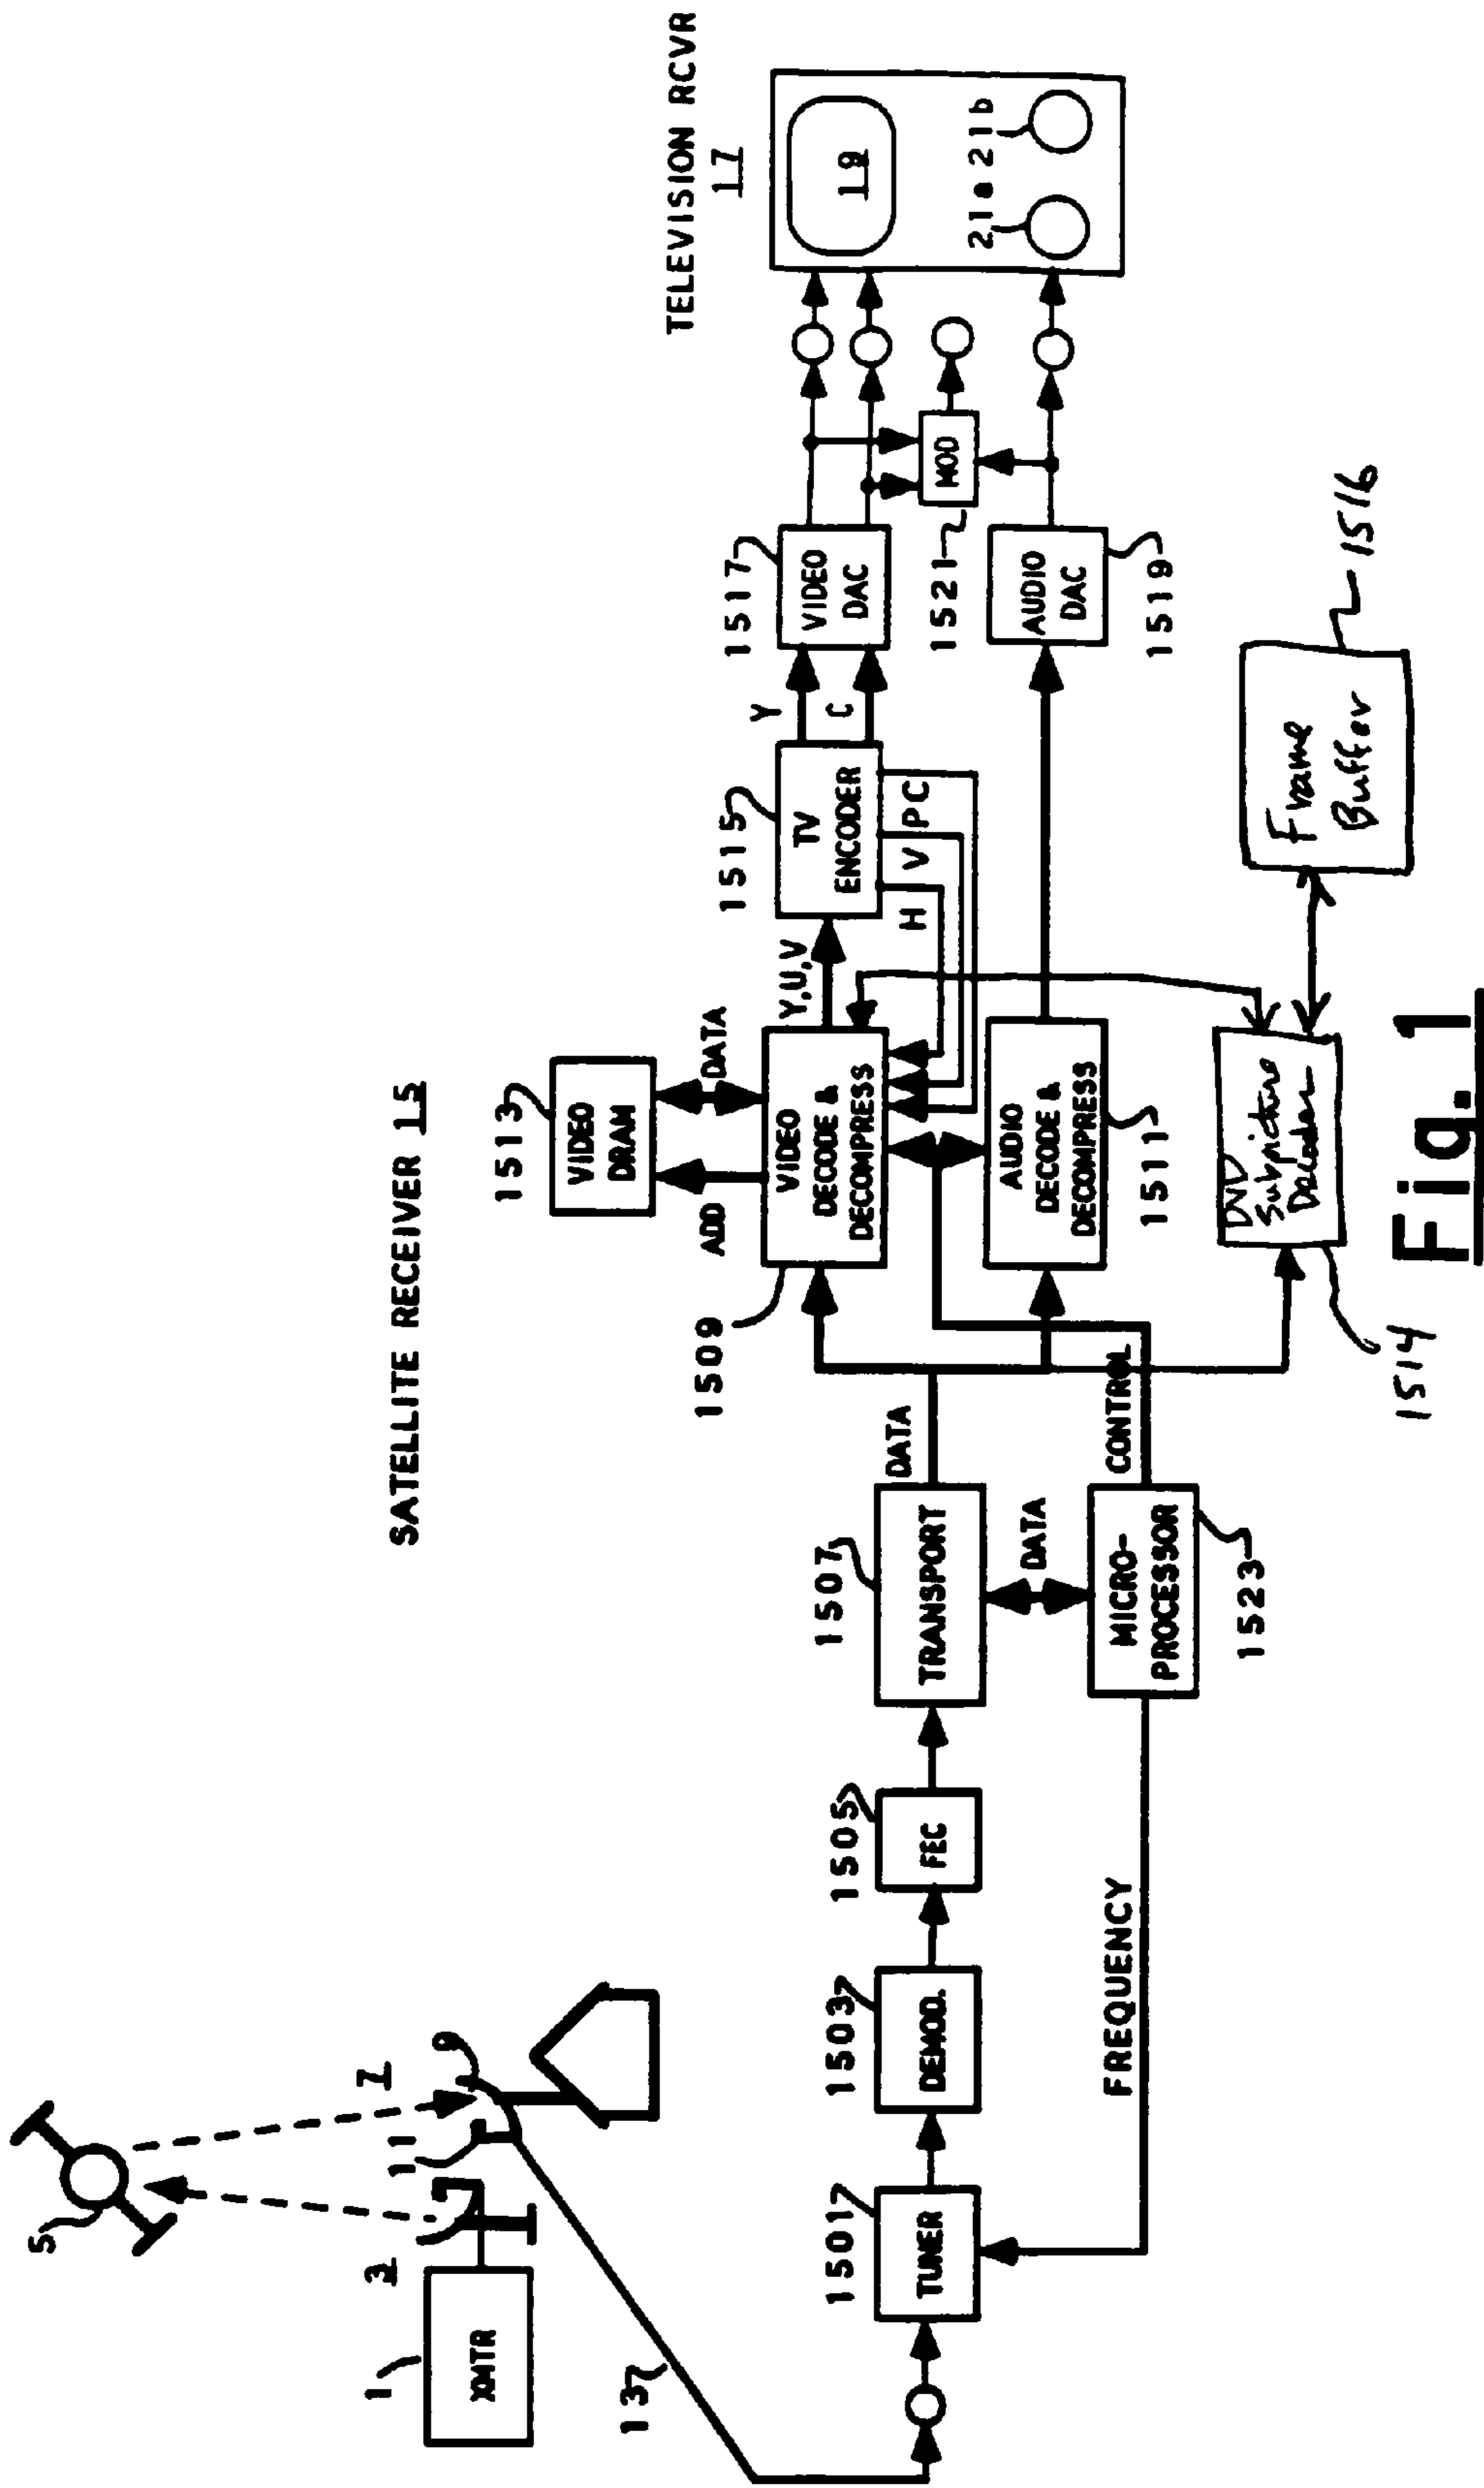 SATELLITE RECEIVER 15
TELEVISION RCVR
17
19
21a 21b
5
7
3
9
11
1
XMTR
13
1501
TUNER
1503
DEMOD.
1505
FEC
1507
TRANSPORT
DATA
DATA
MICRO-
PROCESSOR
1523
FREQUENCY
CONTROL
1509
VIDEO
DECODE &
DECOMPRESS
ADD
DATA
1513
VIDEO
DRAM
AUDIO
DECODE &
DECOMPRESS
1511
Y,U,V
1515
TV
ENCODER
H V PC
Y
C
1517
VIDEO
DAC
1521
MOD
AUDIO
DAC
1519
DVD
Subpicture
Decoder
1514
Frame
Buffer
1516
Fig. 1